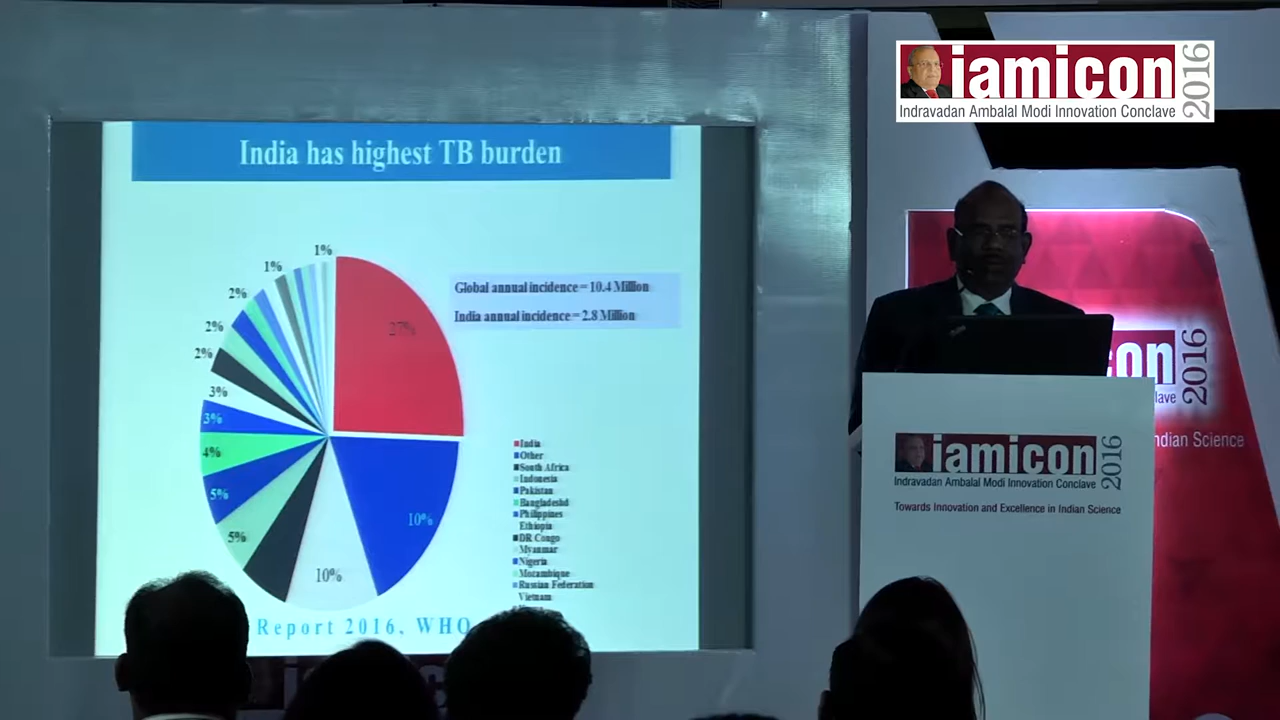 iamicon 2016
Indravadan Ambalal Modi Innovation Conclave
India has highest TB burden
Global annual incidence = 10.4 Million
India annual incidence = 2.8 Million
1%
1%
2%
2%
2%
3%
3%
4%
5%
5%
10%
10%
27%
India
Other
South Africa
Indonesia
Pakistan
Bangladeshd
Philippines
Ethiopia
DR Congo
Myanmar
Nigeria
Mozambique
Russian Federation
Vietnam
Report 2016, WHO
con 2016
clave
Indian Science
iamicon 2016
Indravadan Ambalal Modi Innovation Conclave
Towards Innovation and Excellence in Indian Science